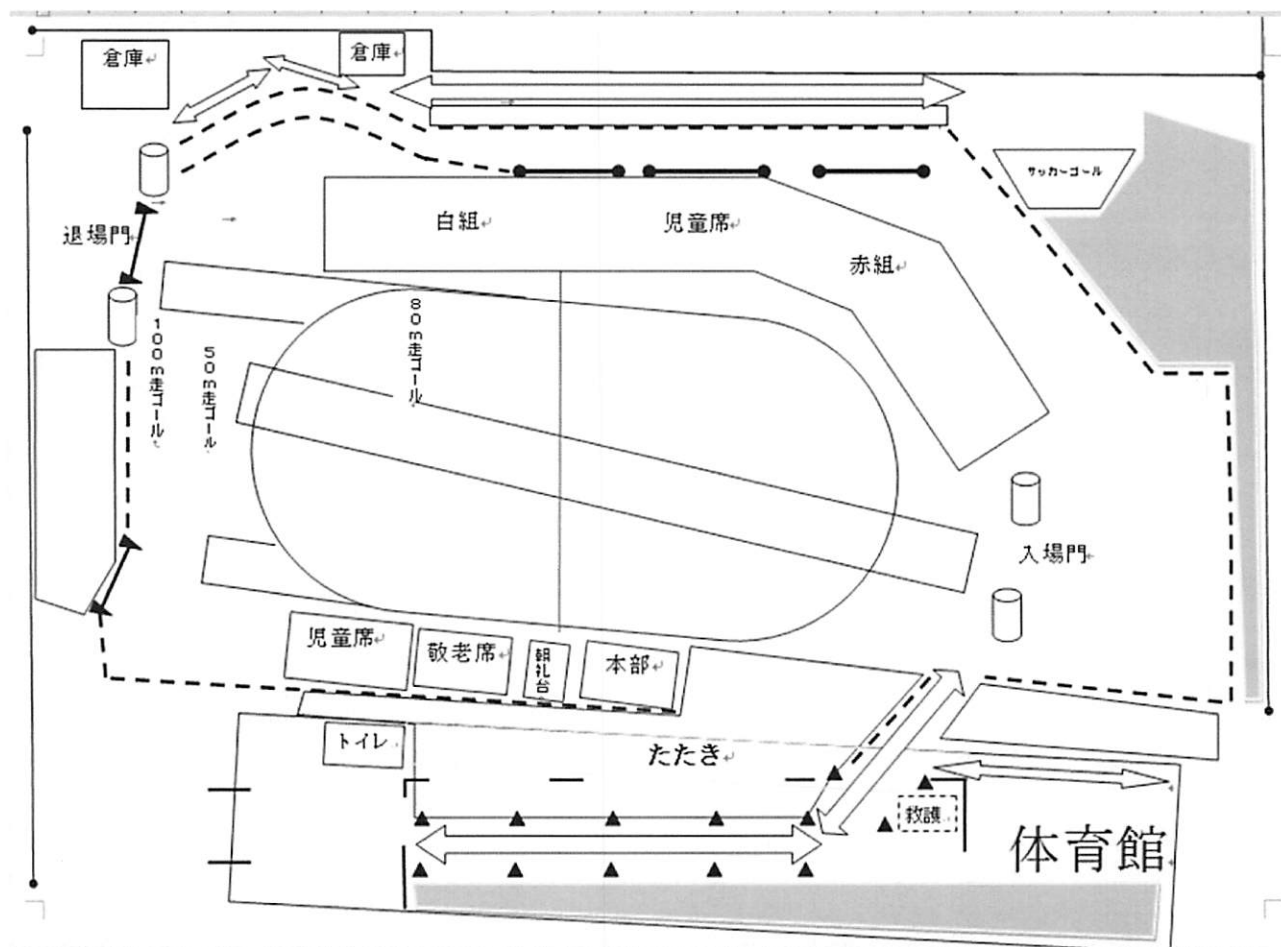 倉庫
倉庫
サッカーゴール
退場門
白組
児童席
赤組
80m走ゴール
100m走ゴール
50m走ゴール
入場門
児童席
敬老席
朝礼台
本部
トイレ
たたき
救護
体育館